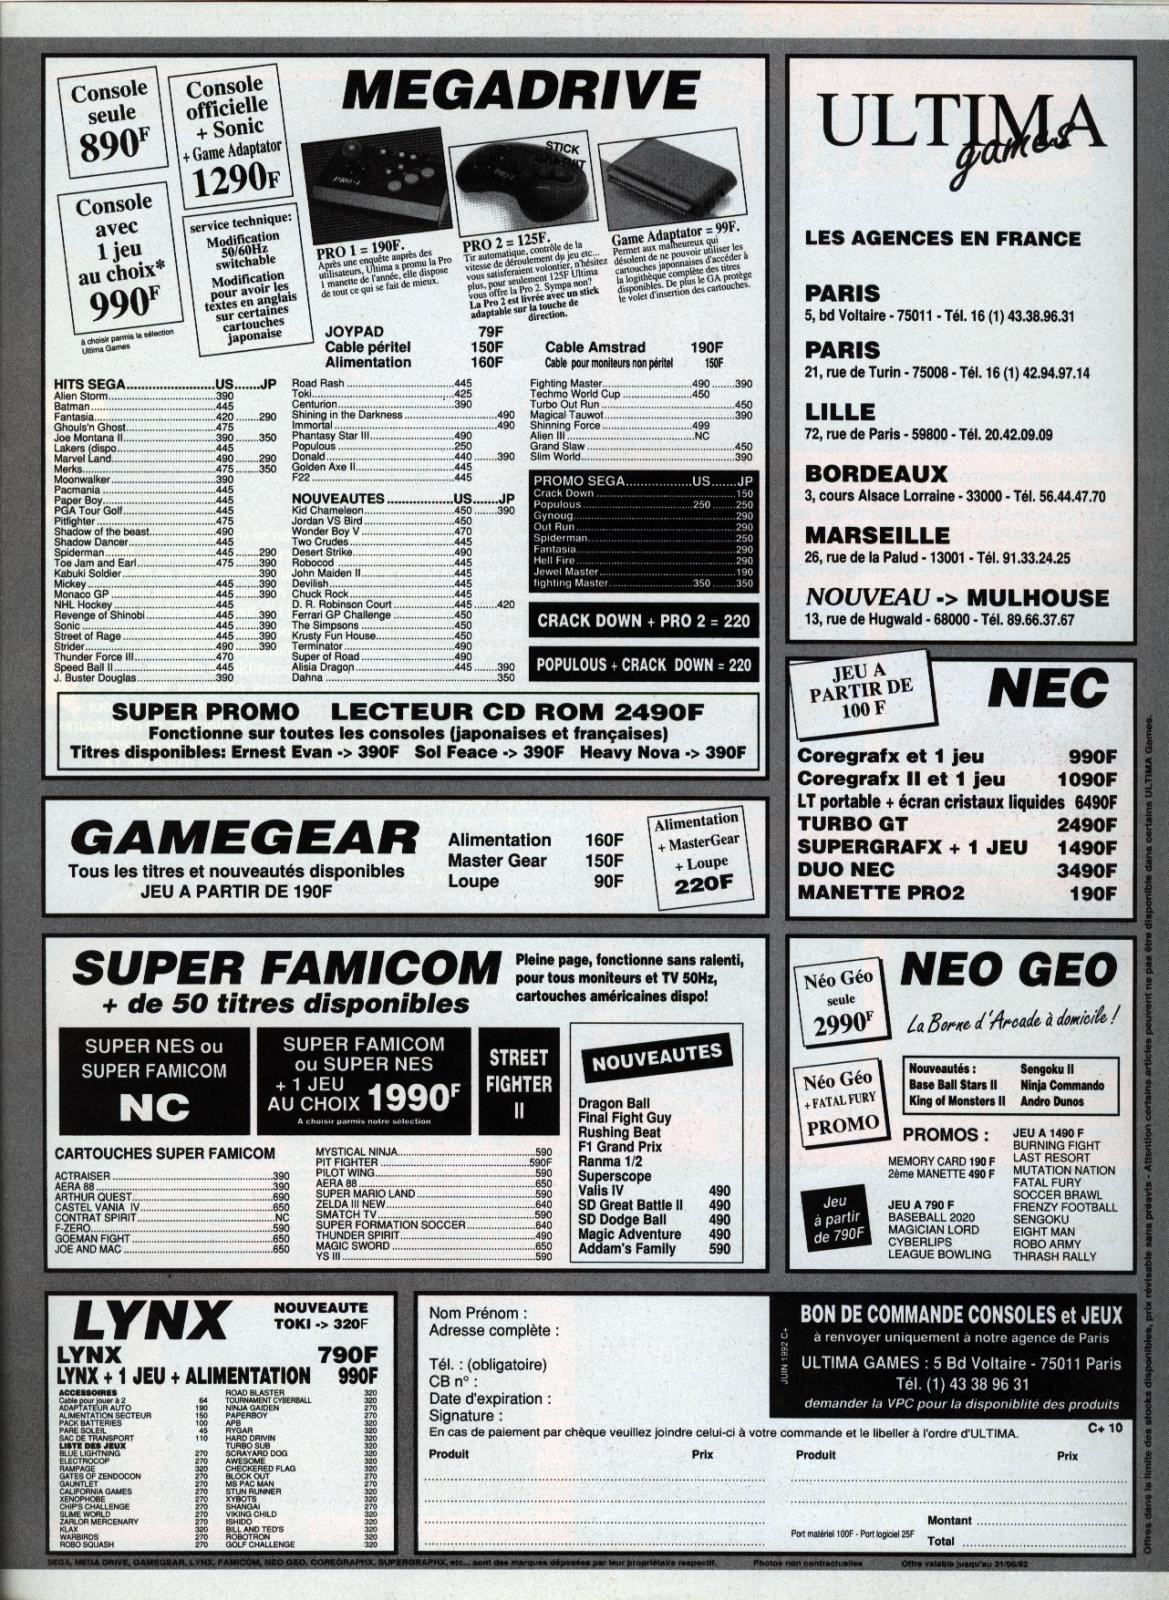 MEGADRIVE
Console
seule
890F
Console
officielle
+ Sonic
+ Game Adaptator
1290F
Console
avec
1 jeu
au choix*
990F
à choisir parmis la sélection
Ultima Games
service technique:
Modification
50/60Hz
switchable
Modification
pour avoir les
textes en anglais
sur certaines
cartouches
japonaise
STICK
GRATUIT
PRO 1 = 190F.
Après une enquête auprès des
utilisateurs, Ultima a promu la Pro
1 manette de l'année, elle dispose
de tout ce qui se fait de mieux.
PRO 2 = 125F.
Tir automatique, contrôle de la
vitesse de déroulement du jeu etc...
vous satisferaient volontier, n'hésitez
plus, pour seulement 125F Ultima
vous offre la Pro 2. Sympa non?
La Pro 2 est livrée avec un stick
adaptable sur la touche de
direction.
Game Adaptator = 99F.
Permet aux malheureux qui
désolent de ne pouvoir utiliser les
cartouches japonaises d'accéder à
la logithèque complète des titres
disponibles. De plus le GA protège
le volet d'insertion des cartouches.
JOYPAD 79F
Cable péritel 150F
Alimentation 160F
Cable Amstrad 190F
Cable pour moniteurs non péritel 150F
HITS SEGA US JP
Alien Storm 390
Batman 445
Fantasia 420 290
Ghoul's'n Ghost 475
Joe Montana II 390 350
Lakers (dispo 445
Marvel Land 490 290
Merks 475 350
Moonwalker 390
Pacmania 445
Paper Boy 445
PGA Tour Golf 445
Pitfighter 475
Shadow of the beast 490
Shadow Dancer 445
Spiderman 445 290
Toe Jam and Earl 475 390
Kabuki Soldier 390
Mickey 445 390
Monaco GP 445 390
NHL Hockey 445
Revenge of Shinobi 445 390
Sonic 445 390
Street of Rage 445 390
Strider 490 390
Thunder Force III 470
Speed Ball II 445
J. Buster Douglas 390
Road Rash 445
Toki 425
Centurion 390
Shining in the Darkness 490
Immortal 490
Phantasy Star III 490
Populous 250
Donald 440 390
Golden Axe II 445
F22 445
NOUVEAUTES US JP
Kid Chameleon 450 390
Jordan VS Bird 450
Wonder Boy V 470
Two Crudes 445
Desert Strike 490
Robocod 445
John Maiden II 445
Devilish 445
Chuck Rock 445
D. R. Robinson Court 445 420
Ferrari GP Challenge 450
The Simpsons 450
Krusty Fun House 450
Terminator 490
Super of Road 490
Alisia Dragon 445 390
Dahna 350
Fighting Master 490 390
Techmo World Cup 450
Turbo Out Run 450
Magical Tauwot 390
Shinning Force 499
Alien III NC
Grand Slaw 450
Slim World 390
PROMO SEGA US JP
Crack Down 150
Populous 250 250
Gynoug 290
Out Run 290
Spiderman 250
Fantasia 290
Hell Fire 290
Jewel Master 190
fighting Master 350 350
CRACK DOWN + PRO 2 = 220
POPULOUS + CRACK DOWN = 220
SUPER PROMO LECTEUR CD ROM 2490F
Fonctionne sur toutes les consoles (japonaises et françaises)
Titres disponibles: Ernest Evan -> 390F Sol Feace -> 390F Heavy Nova -> 390F
ULTIMA
games
LES AGENCES EN FRANCE
PARIS
5, bd Voltaire - 75011 - Tél. 16 (1) 43.38.96.31
PARIS
21, rue de Turin - 75008 - Tél. 16 (1) 42.94.97.14
LILLE
72, rue de Paris - 59800 - Tél. 20.42.09.09
BORDEAUX
3, cours Alsace Lorraine - 33000 - Tél. 56.44.47.70
MARSEILLE
26, rue de la Palud - 13001 - Tél. 91.33.24.25
NOUVEAU -> MULHOUSE
13, rue de Hugwald - 68000 - Tél. 89.66.37.67
JEU A
PARTIR DE
100 F
NEC
Coregrafx et 1 jeu 990F
Coregrafx II et 1 jeu 1090F
LT portable + écran cristaux liquides 6490F
TURBO GT 2490F
SUPERGRAFX + 1 JEU 1490F
DUO NEC 3490F
MANETTE PRO2 190F
GAMEGEAR
Tous les titres et nouveautés disponibles
JEU A PARTIR DE 190F
Alimentation 160F
Master Gear 150F
Loupe 90F
Alimentation
+ MasterGear
+ Loupe
220F
SUPER FAMICOM
+ de 50 titres disponibles
Pleine page, fonctionne sans ralenti,
pour tous moniteurs et TV 50Hz,
cartouches américaines dispo!
SUPER NES ou
SUPER FAMICOM
NC
SUPER FAMICOM
ou SUPER NES
+ 1 JEU
AU CHOIX 1990F
A choisir parmis notre sélection
STREET
FIGHTER
II
CARTOUCHES SUPER FAMICOM
ACTRAISER 390
AERA 88 390
ARTHUR QUEST 690
CASTEL VANIA IV 650
CONTRAT SPIRIT NC
F-ZERO 590
GOEMAN FIGHT 650
JOE AND MAC 650
MYSTICAL NINJA 590
PIT FIGHTER 590F
PILOT WING 590
AERA 88 650
SUPER MARIO LAND 590
ZELDA III NEW 640
SMATCH TV 590
SUPER FORMATION SOCCER 640
THUNDER SPIRIT 490
MAGIC SWORD 650
YS III 590
NOUVEAUTES
Dragon Ball
Final Fight Guy
Rushing Beat
F1 Grand Prix
Ranma 1/2
Superscope
Valis IV 490
SD Great Battle II 490
SD Dodge Ball 490
Magic Adventure 490
Addam's Family 590
NEO GEO
La Borne d'Arcade à domicile !
Néo Géo
seule
2990F
Néo Géo
+ FATAL FURY
PROMO
Nouveautés : Sengoku II
Base Ball Stars II Ninja Commando
King of Monsters II Andro Dunos
PROMOS :
MEMORY CARD 190 F
2ème MANETTE 490 F
Jeu
à partir
de 790F
JEU A 790 F
BASEBALL 2020
MAGICIAN LORD
CYBERLIPS
LEAGUE BOWLING
JEU A 1490 F
BURNING FIGHT
LAST RESORT
MUTATION NATION
FATAL FURY
SOCCER BRAWL
FRENZY FOOTBALL
SENGOKU
EIGHT MAN
ROBO ARMY
THRASH RALLY
LYNX
NOUVEAUTE
TOKI -> 320F
LYNX 790F
LYNX + 1 JEU + ALIMENTATION 990F
ACCESSOIRES
Cable pour jouer à 2 64
ADAPTATEUR AUTO 190
ALIMENTATION SECTEUR 150
PACK BATTERIES 100
PARE SOLEIL 45
SAC DE TRANSPORT 110
LISTE DES JEUX
BLUE LIGHTNING 270
ELECTROCOP 270
RAMPAGE 320
GATES OF ZENDOCON 270
GAUNTLET 270
CALIFORNIA GAMES 270
XENOPHOBE 270
CHIP'S CHALLENGE 270
SLIME WORLD 270
ZARLOR MERCENARY 270
KLAX 320
WARBIRDS 270
ROBO SQUASH 270
ROAD BLASTER 320
TOURNAMENT CYBERBALL 320
NINJA GAIDEN 270
PAPERBOY 270
APB 320
RYGAR 320
HARD DRIVIN 320
TURBO SUB 320
SCRAYARD DOG 320
AWESOME 320
CHECKERED FLAG 320
BLOCK OUT 270
MS PAC MAN 270
STUN RUNNER 320
XYBOTS 320
SHANGAI 270
VIKING CHILD 320
ISHIDO 320
BILL AND TED'S 320
ROBOTRON 320
GOLF CHALLENGE 320
Nom Prénom :
Adresse complète :
Tél. : (obligatoire)
CB n° :
Date d'expiration :
Signature :
JUIN 1992 C+
BON DE COMMANDE CONSOLES et JEUX
à renvoyer uniquement à notre agence de Paris
ULTIMA GAMES : 5 Bd Voltaire - 75011 Paris
Tél. (1) 43 38 96 31
demander la VPC pour la disponiblité des produits
C+ 10
En cas de paiement par chèque veuillez joindre celui-ci à votre commande et le libeller à l'ordre d'ULTIMA.
Produit Prix Produit Prix
Port matériel 100F - Port logiciel 25F
Montant
Total
SEGA, MEGA DRIVE, GAMEGEAR, LYNX, FAMICOM, NEO GEO, COREGRAPHX, SUPERGRAPHX, etc... sont des marques déposées par leur propriétaire respectif. Photos non contractuelles Offre valable jusqu'au 31/05/92
Offres dans la limite des stocks disponibles, prix révisable sans préavis - Attention certains articles peuvent ne pas être disponible dans certains ULTIMA Games.